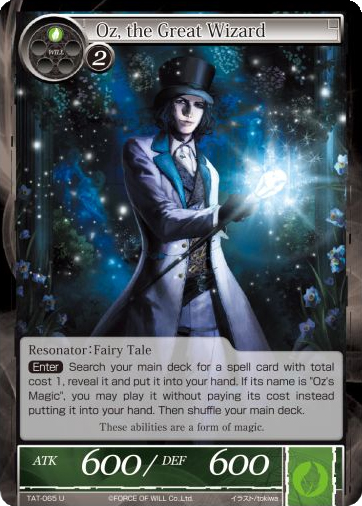 Oz, the Great Wizard
WILL
2
Resonator:Fairy Tale
Enter Search your main deck for a spell card with total
cost 1, reveal it and put it into your hand. If its name is "Oz's
Magic", you may play it without paying its cost instead
putting it into your hand. Then shuffle your main deck.
These abilities are a form of magic.
ATK 600/ DEF 600
TAT-065 U ©FORCE OF WILL Co.,Ltd. イラスト/tokiwa